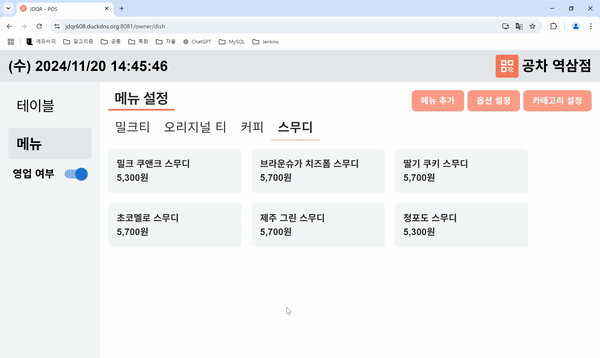 JDQR - POS
jdqr608.duckdns.org:8081/owner/dish
에듀싸피 알고리즘 공통 특화 자율 ChatGPT MySQL Jenkins
(수) 2024/11/20 14:45:46
공차 역삼점
테이블
메뉴
영업 여부
메뉴 설정
메뉴 추가 옵션 설정 카테고리 설정
밀크티 오리지널 티 커피 스무디
밀크 쿠앤크 스무디
5,300원
브라운슈가 치즈폼 스무디
5,700원
딸기 쿠키 스무디
5,700원
초코멜로 스무디
5,700원
제주 그린 스무디
5,700원
청포도 스무디
5,300원